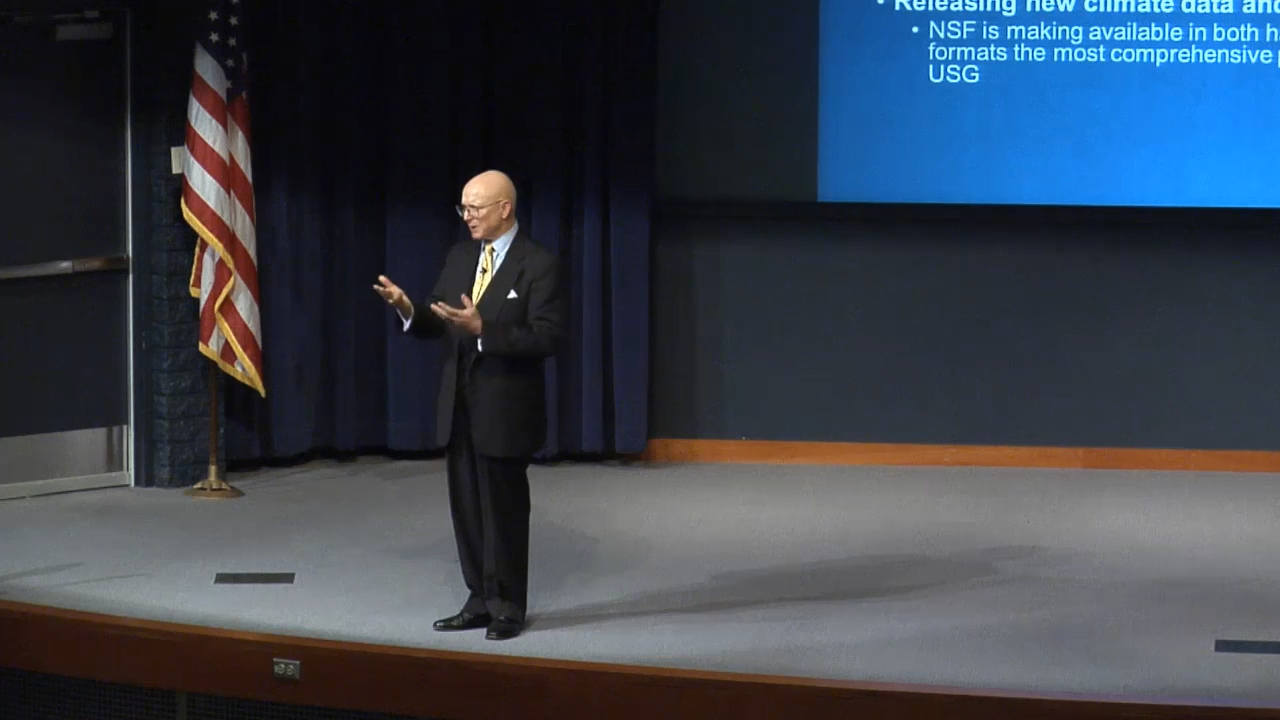 • Releasing new climate data and
• NSF is making available in both h
formats the most comprehensive
USG